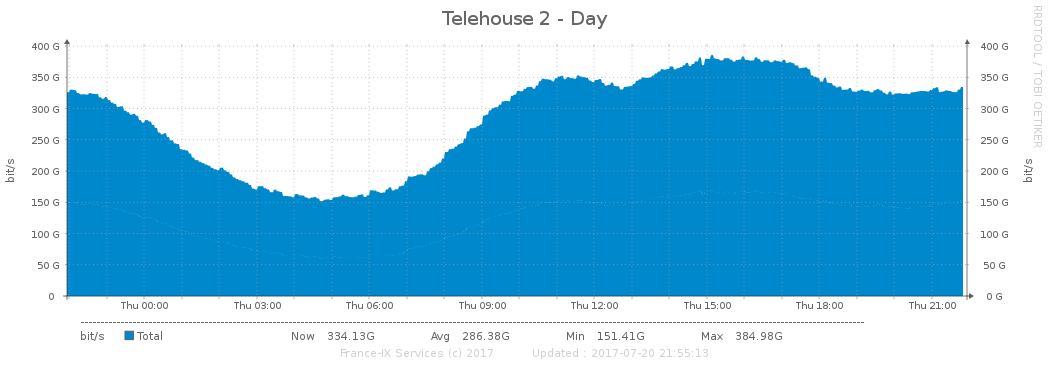 Telehouse 2 - Day
RRDTOOL / TOBI OETIKER
400 G 400 G
350 G 350 G
300 G 300 G
250 G 250 G
200 G 200 G
150 G 150 G
100 G 100 G
50 G 50 G
0 0 G
bit/s bit/s
Thu 00:00 Thu 03:00 Thu 06:00 Thu 09:00 Thu 12:00 Thu 15:00 Thu 18:00 Thu 21:00
bit/s Total Now 334.13G Avg 286.38G Min 151.41G Max 384.98G
France-IX Services (c) 2017 Updated : 2017-07-20 21:55:13